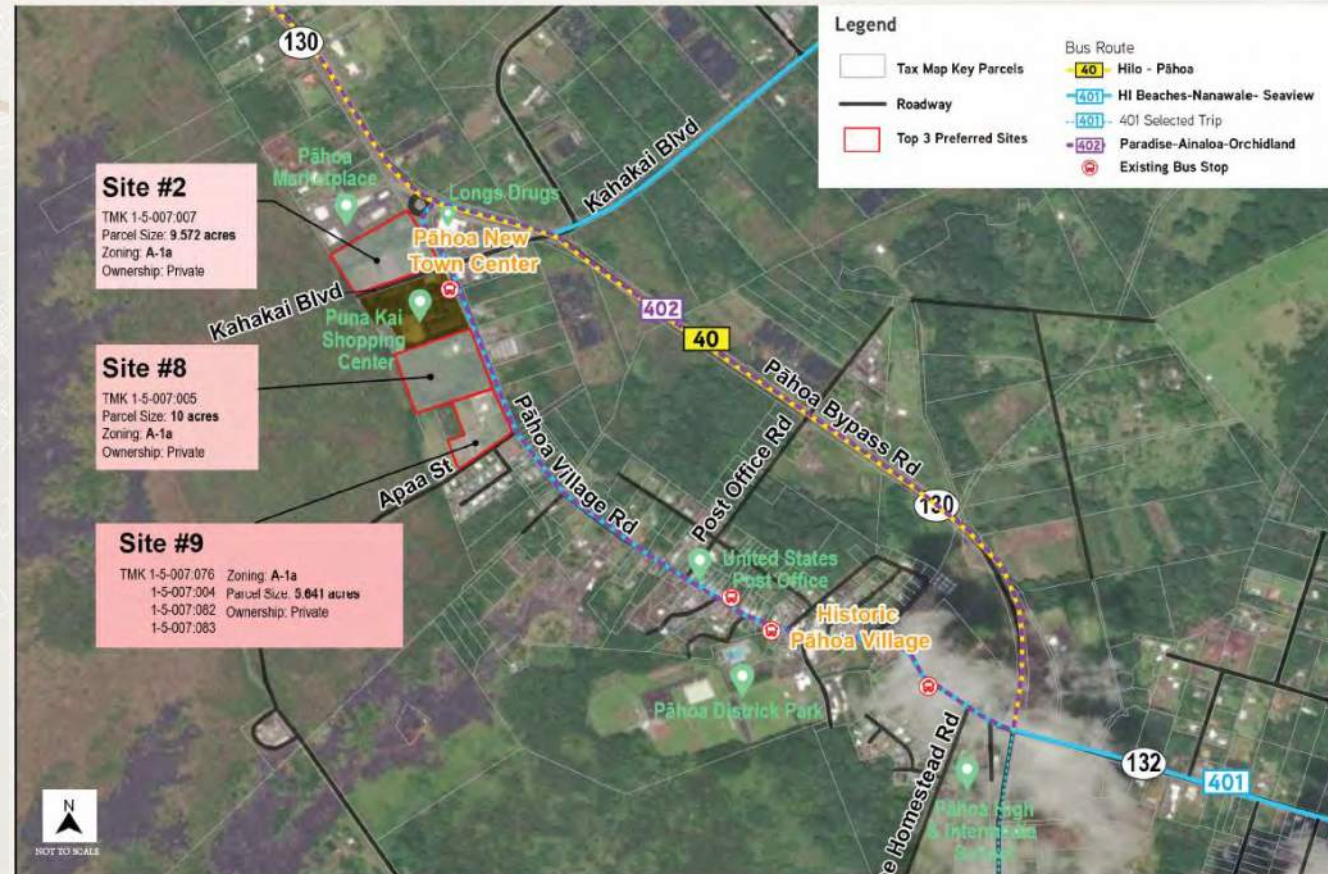 Legend
Tax Map Key Parcels
Roadway
Top 3 Preferred Sites
Bus Route
40 Hilo - Pāhoa
401 HI Beaches-Nanawale- Seaview
401 401 Selected Trip
402 Paradise-Ainaloa-Orchidland
Existing Bus Stop
130
Kahakai Blvd
Pāhoa
Marketplace
Longs Drugs
Site #2
TMK 1-5-007:007
Parcel Size: 9.572 acres
Zoning: A-1a
Ownership: Private
Pāhoa New
Town Center
Kahakai Blvd
Puna Kai
Shopping
Center
402
40
Site #8
TMK 1-5-007:005
Parcel Size: 10 acres
Zoning: A-1a
Ownership: Private
Pāhoa Bypass Rd
Pāhoa Village Rd
Post Office Rd
Apaa St
130
Site #9
TMK 1-5-007:076 Zoning: A-1a
1-5-007:004 Parcel Size: 5.641 acres
1-5-007:082 Ownership: Private
1-5-007:083
United States
Post Office
Historic
Pāhoa Village
Pāhoa Districk Park
132
401
Homestead Rd
Pāhoa High
& Intermedia
N
NOT TO SCALE